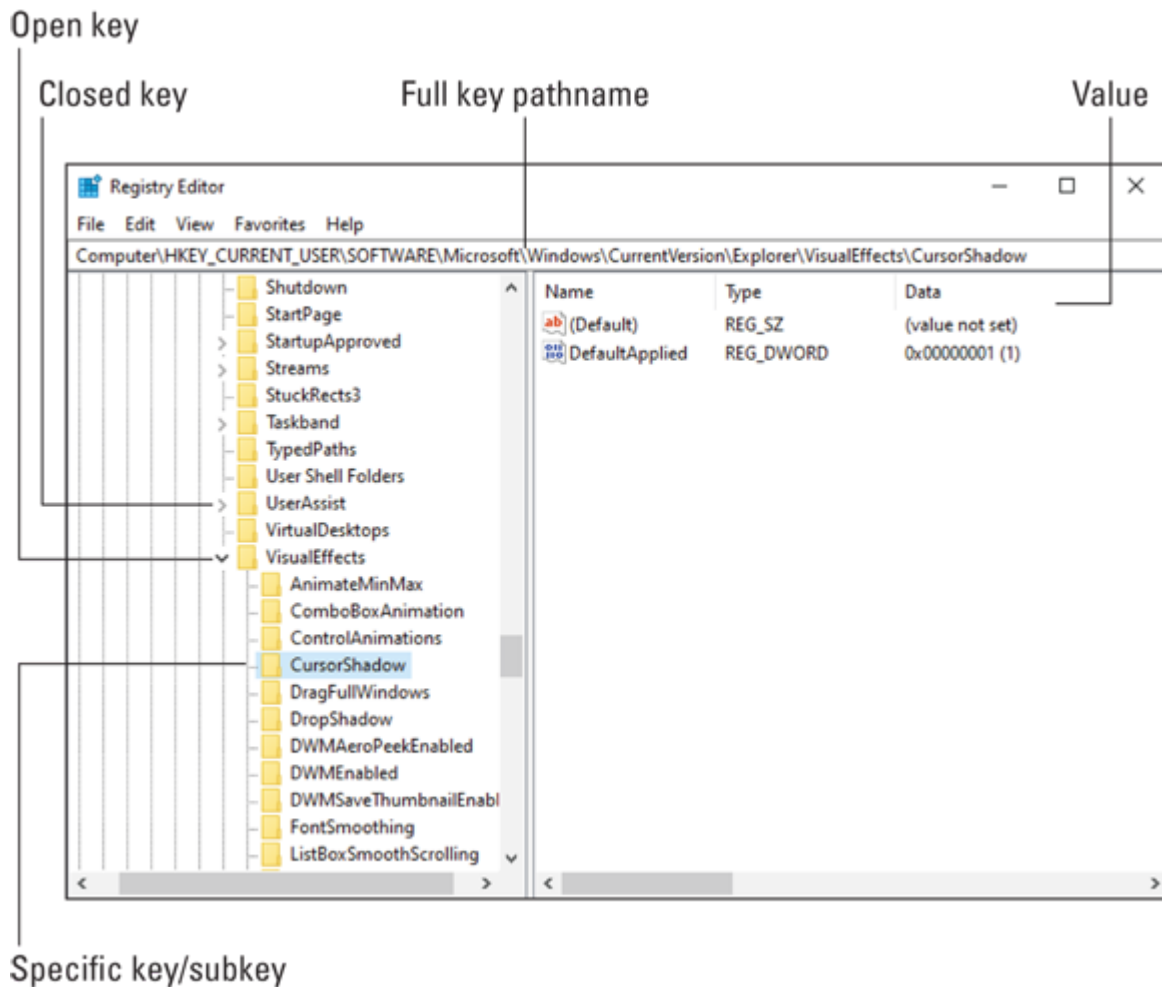 Open key
Closed key
Full key pathname
Value
Registry Editor
File Edit View Favorites Help
Computer\HKEY_CURRENT_USER\SOFTWARE\Microsoft\Windows\CurrentVersion\Explorer\VisualEffects\CursorShadow
Shutdown
StartPage
StartupApproved
Streams
StuckRects3
Taskband
TypedPaths
User Shell Folders
UserAssist
VirtualDesktops
VisualEffects
AnimateMinMax
ComboBoxAnimation
ControlAnimations
CursorShadow
DragFullWindows
DropShadow
DWMAeroPeekEnabled
DWMEnabled
DWMSaveThumbnailEnabl
FontSmoothing
ListBoxSmoothScrolling
Name Type Data
(Default) REG_SZ (value not set)
DefaultApplied REG_DWORD 0x00000001 (1)
Specific key/subkey